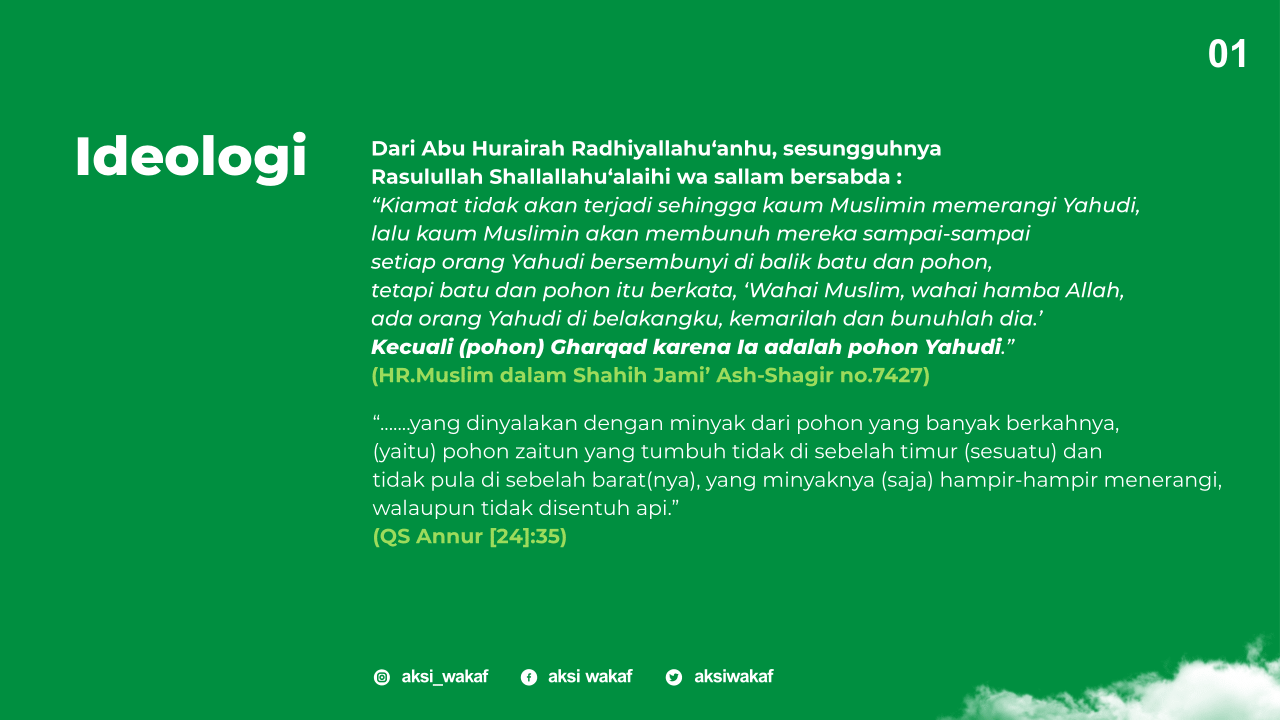 01
Ideologi
Dari Abu Hurairah Radhiyallahu‘anhu, sesungguhnya
Rasulullah Shallallahu‘alaihi wa sallam bersabda :
“Kiamat tidak akan terjadi sehingga kaum Muslimin memerangi Yahudi,
lalu kaum Muslimin akan membunuh mereka sampai-sampai
setiap orang Yahudi bersembunyi di balik batu dan pohon,
tetapi batu dan pohon itu berkata, ‘Wahai Muslim, wahai hamba Allah,
ada orang Yahudi di belakangku, kemarilah dan bunuhlah dia.’
Kecuali (pohon) Gharqad karena Ia adalah pohon Yahudi.”
(HR.Muslim dalam Shahih Jami’ Ash-Shagir no.7427)
“.......yang dinyalakan dengan minyak dari pohon yang banyak berkahnya,
(yaitu) pohon zaitun yang tumbuh tidak di sebelah timur (sesuatu) dan
tidak pula di sebelah barat(nya), yang minyaknya (saja) hampir-hampir menerangi,
walaupun tidak disentuh api.”
(QS Annur [24]:35)
aksi_wakaf aksi wakaf aksiwakaf